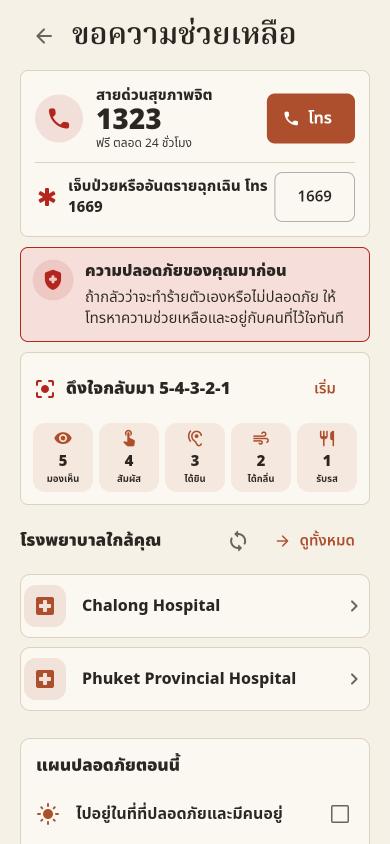 ขอความช่วยเหลือ
สายด่วนสุขภาพจิต
1323
ฟรี ตลอด 24 ชั่วโมง
โทร
เจ็บป่วยหรืออันตรายฉุกเฉิน โทร
1669
1669
ความปลอดภัยของคุณมาก่อน
ถ้ากลัวว่าจะทำร้ายตัวเองหรือไม่ปลอดภัย ให้
โทรหาความช่วยเหลือและอยู่กับคนที่ไว้ใจทันที
ดึงใจกลับมา 5-4-3-2-1
เริ่ม
5
มองเห็น
4
สัมผัส
3
ได้ยิน
2
ได้กลิ่น
1
รับรส
โรงพยาบาลใกล้คุณ
ดูทั้งหมด
Chalong Hospital
Phuket Provincial Hospital
แผนปลอดภัยตอนนี้
ไปอยู่ในที่ที่ปลอดภัยและมีคนอยู่